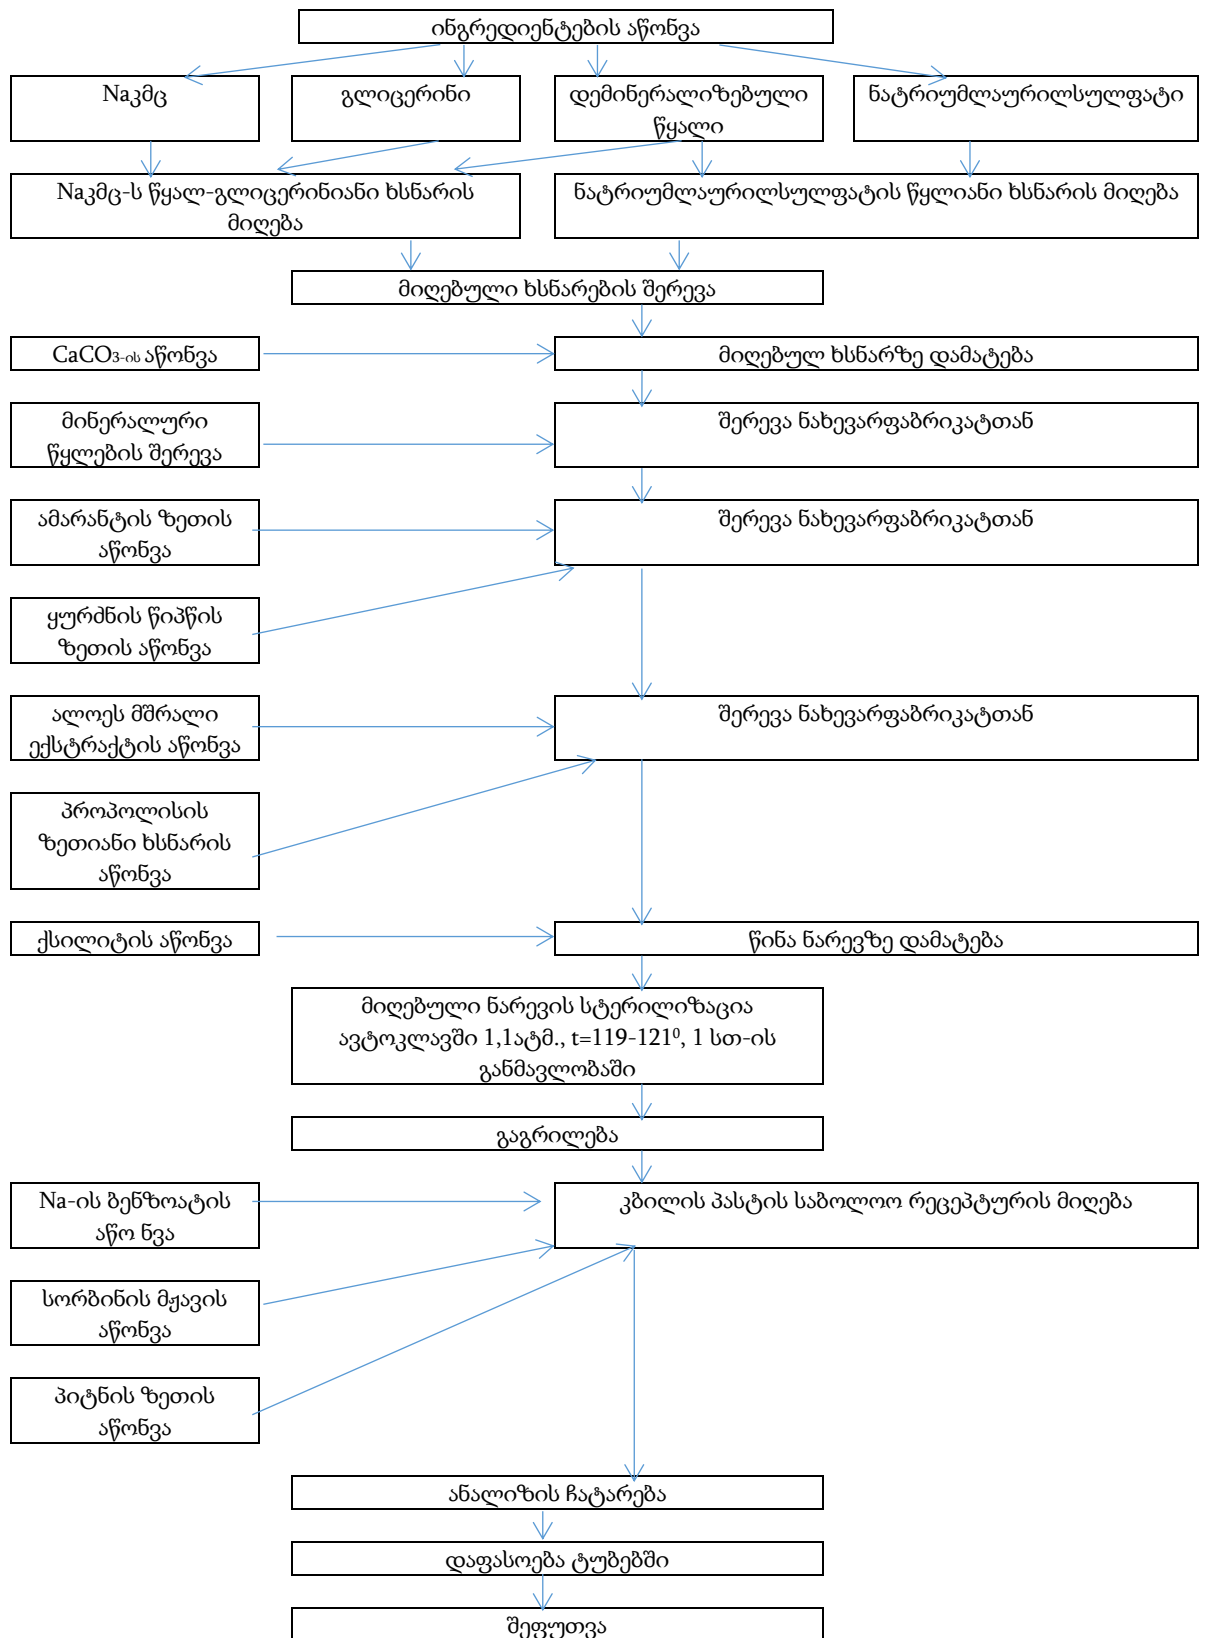 ინგრედიენტების აწონვა
Naკმც
გლიცერინი
დემინერალიზებული
წყალი
ნატრიუმლაურილსულფატი
Naკმც-ს წყალ-გლიცერინიანი ხსნარის
მიღება
ნატრიუმლაურილსულფატის წყლიანი ხსნარის მიღება
მიღებული ხსნარების შერევა
CaCO3-ის აწონვა
მიღებულ ხსნარზე დამატება
მინერალური
წყლების შერევა
შერევა ნახევარფაბრიკატთან
ამარანტის ზეთის
აწონვა
შერევა ნახევარფაბრიკატთან
ყურძნის წიპწის
ზეთის აწონვა
ალოეს მშრალი
ექსტრაქტის აწონვა
შერევა ნახევარფაბრიკატთან
პროპოლისის
ზეთიანი ხსნარის
აწონვა
ქსილიტის აწონვა
წინა ნარევზე დამატება
მიღებული ნარევის სტერილიზაცია
ავტოკლავში 1,1ატმ., t=119-121⁰, 1 სთ-ის
განმავლობაში
გაგრილება
Na-ის ბენზოატის
აწო ნვა
კბილის პასტის საბოლოო რეცეპტურის მიღება
სორბინის მჟავის
აწონვა
პიტნის ზეთის
აწონვა
ანალიზის ჩატარება
დაფასოება ტუბებში
შეფუთვა